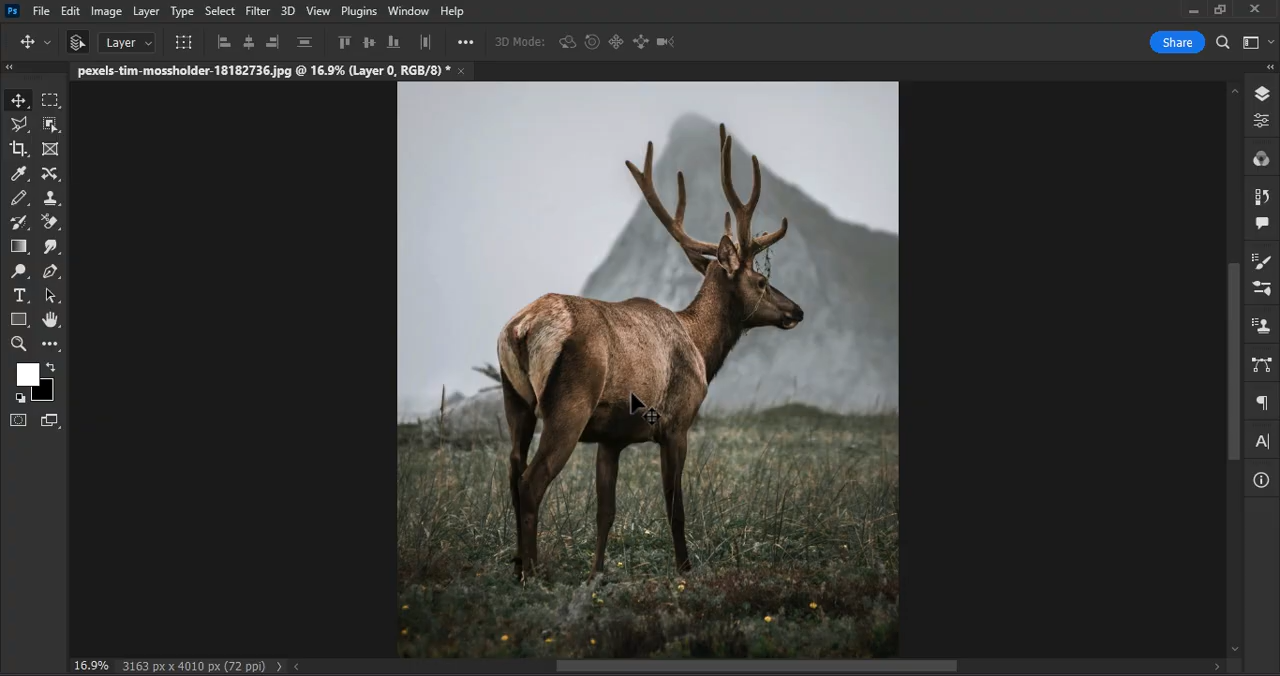 Ps File Edit Image Layer Type Select Filter 3D View Plugins Window Help
Layer 3D Mode: Share
pexels-tim-mossholder-18182736.jpg @ 16.9% (Layer 0, RGB/8) *
16.9% 3163 px x 4010 px (72 ppi)